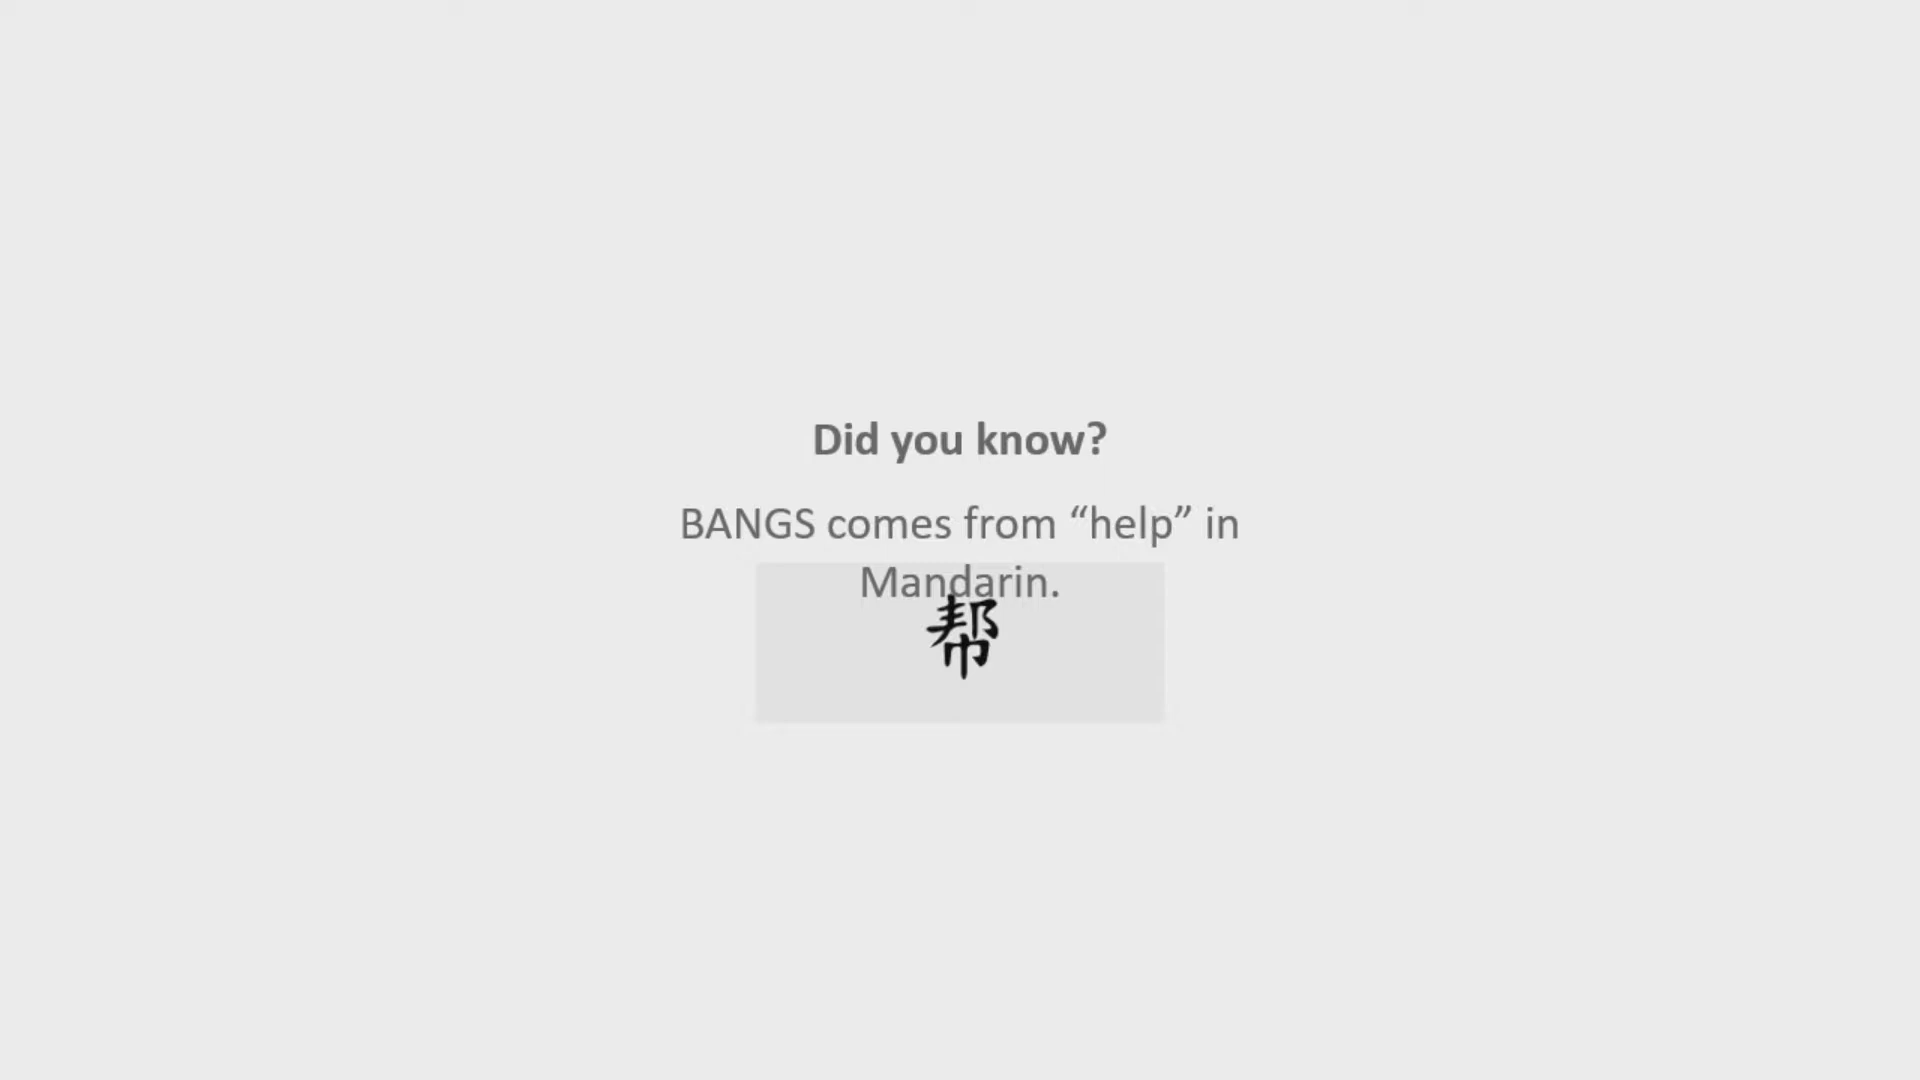 Did you know?
BANGS comes from “help” in
Mandarin.
帮